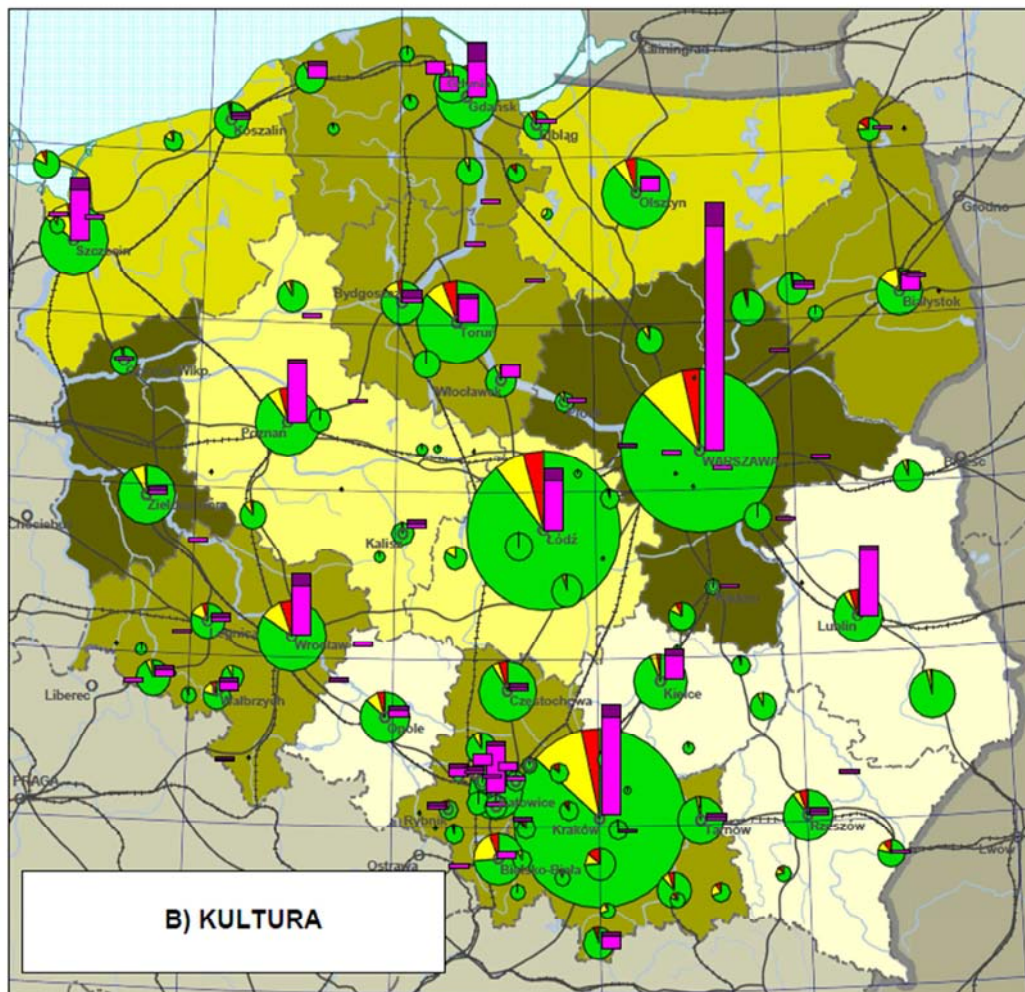 Kaliningrad
Gdynia
Gdańsk
Koszalin
Elbląg
Olsztyn
Grodno
Szczecin
Bydgoszcz
Toruń
Białystok
Wlkp.
Włocławek
Płock
Poznań
WARSZAWA
Zielona Góra
Łódź
Kalisz
Radom
Legnica
Wrocław
Lublin
Liberec
Wałbrzych
Opole
Częstochowa
Kielce
PRAGA
Katowice
Rybnik
Kraków
Tarnów
Rzeszów
Lwów
Ostrawa
Bielsko-Biała
B) KULTURA